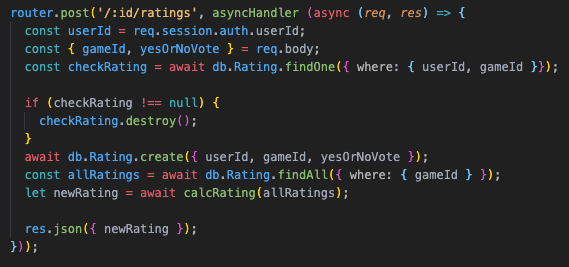 router.post('/:id/ratings', asyncHandler (async (req, res) => {
  const userId = req.session.auth.userId;
  const { gameId, yesOrNoVote } = req.body;
  const checkRating = await db.Rating.findOne({ where: { userId, gameId }});

  if (checkRating !== null) {
    checkRating.destroy();
  }
  await db.Rating.create({ userId, gameId, yesOrNoVote });
  const allRatings = await db.Rating.findAll({ where: { gameId } });
  let newRating = await calcRating(allRatings);

  res.json({ newRating });
}));